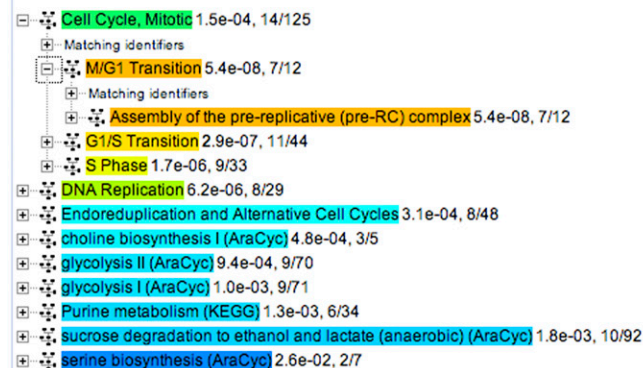 Cell Cycle, Mitotic 1.5e-04, 14/125
Matching identifiers
M/G1 Transition 5.4e-08, 7/12
Matching identifiers
Assembly of the pre-replicative (pre-RC) complex 5.4e-08, 7/12
G1/S Transition 2.9e-07, 11/44
S Phase 1.7e-06, 9/33
DNA Replication 6.2e-06, 8/29
Endoreduplication and Alternative Cell Cycles 3.1e-04, 8/48
choline biosynthesis I (AraCyc) 4.8e-04, 3/5
glycolysis II (AraCyc) 9.4e-04, 9/70
glycolysis I (AraCyc) 1.0e-03, 9/71
Purine metabolism (KEGG) 1.3e-03, 6/34
sucrose degradation to ethanol and lactate (anaerobic) (AraCyc) 1.8e-03, 10/92
serine biosynthesis (AraCyc) 2.6e-02, 2/7